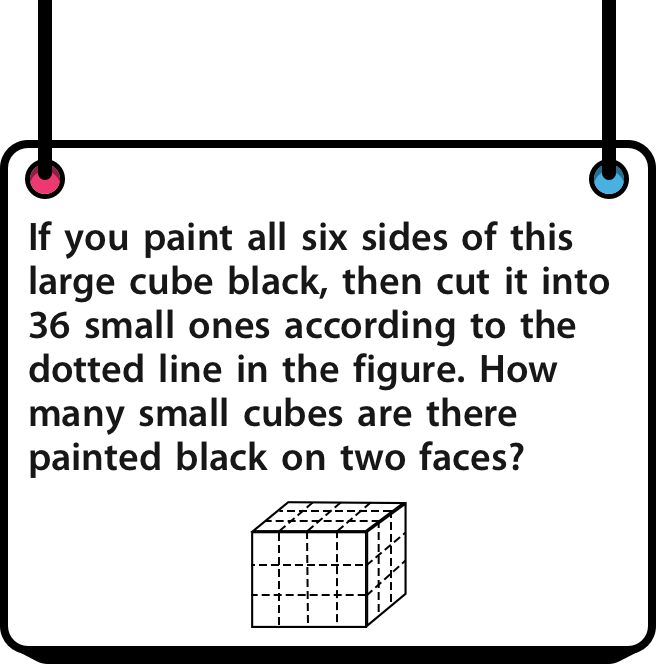 If you paint all six sides of this
large cube black, then cut it into
36 small ones according to the
dotted line in the figure. How
many small cubes are there
painted black on two faces?